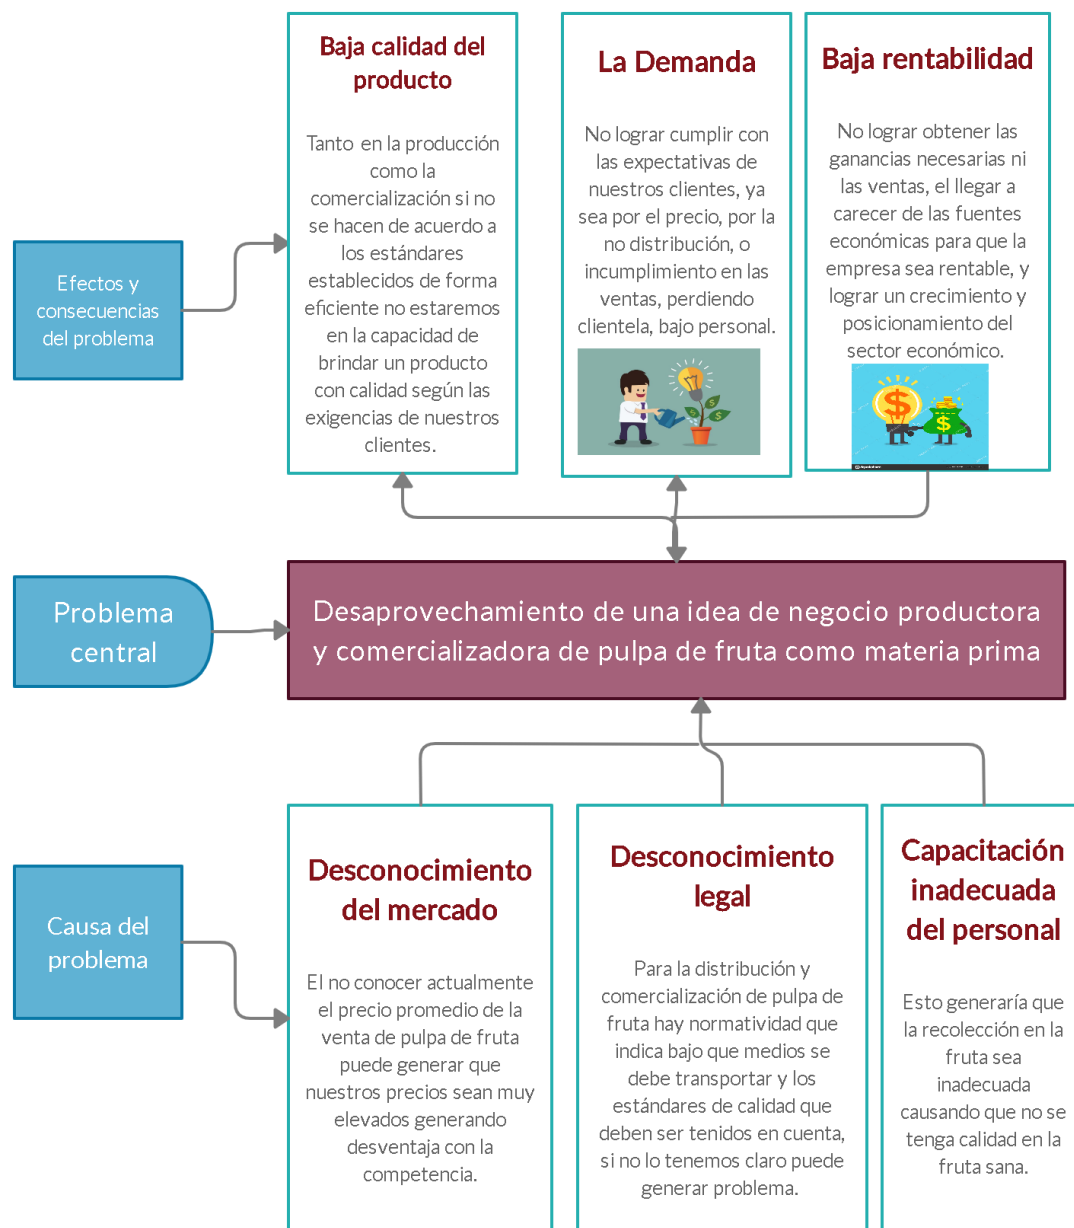 Baja calidad del
producto
Tanto en la producción
como la
comercialización si no
se hacen de acuerdo a
los estándares
establecidos de forma
eficiente no estaremos
en la capacidad de
brindar un producto
con calidad según las
exigencias de nuestros
clientes.
La Demanda
No lograr cumplir con
las expectativas de
nuestros clientes, ya
sea por el precio, por la
no distribución, o
incumplimiento en las
ventas, perdiendo
clientela, bajo personal.
Baja rentabilidad
No lograr obtener las
ganancias necesarias ni
las ventas, el llegar a
carecer de las fuentes
económicas para que la
empresa sea rentable, y
lograr un crecimiento y
posicionamiento del
sector económico.
Efectos y
consecuencias
del problema
Problema
central
Desaprovechamiento de una idea de negocio productora
y comercializadora de pulpa de fruta como materia prima
Causa del
problema
Desconocimiento
del mercado
El no conocer actualmente
el precio promedio de la
venta de pulpa de fruta
puede generar que
nuestros precios sean muy
elevados generando
desventaja con la
competencia.
Desconocimiento
legal
Para la distribución y
comercialización de pulpa de
fruta hay normatividad que
indica bajo que medios se
debe transportar y los
estándares de calidad que
deben ser tenidos en cuenta,
si no lo tenemos claro puede
generar problema.
Capacitación
inadecuada
del personal
Esto generaría que
la recolección en la
fruta sea
inadecuada
causando que no se
tenga calidad en la
fruta sana.